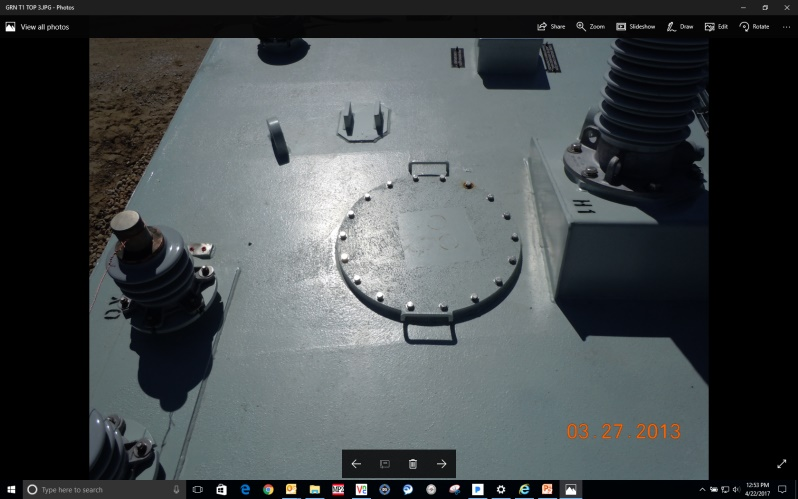 GRN T1 TOP 3.JPG - Photos
View all photos
Share
Zoom
Slideshow
Draw
Edit
Rotate
H1
X0
03 27 2013
Type here to search
12:53 PM
4/22/2017